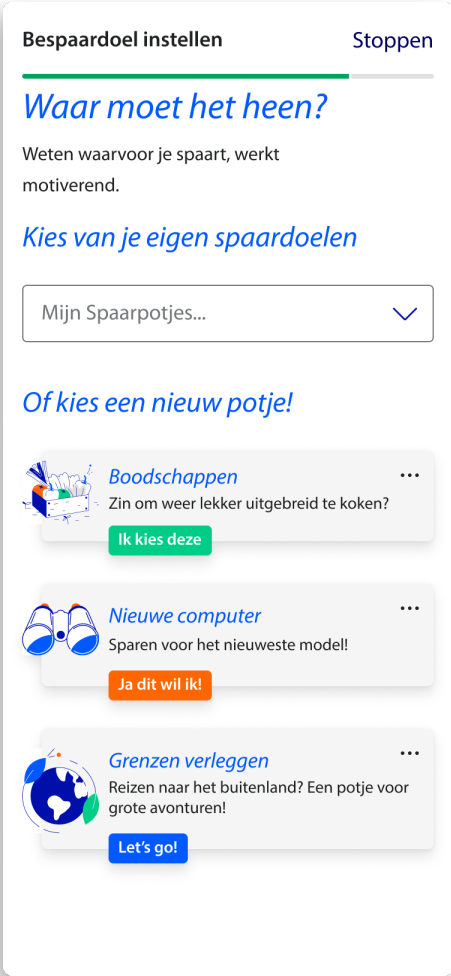 Bespaardoel instellen
Stoppen
Waar moet het heen?
Weten waarvoor je spaart, werkt
motiverend.
Kies van je eigen spaardoelen
Mijn Spaarpotjes...
Of kies een nieuw potje!
Boodschappen
Zin om weer lekker uitgebreid te koken?
Ik kies deze
Nieuwe computer
Sparen voor het nieuweste model!
Ja dit wil ik!
Grenzen verleggen
Reizen naar het buitenland? Een potje voor
grote avonturen!
Let’s go!